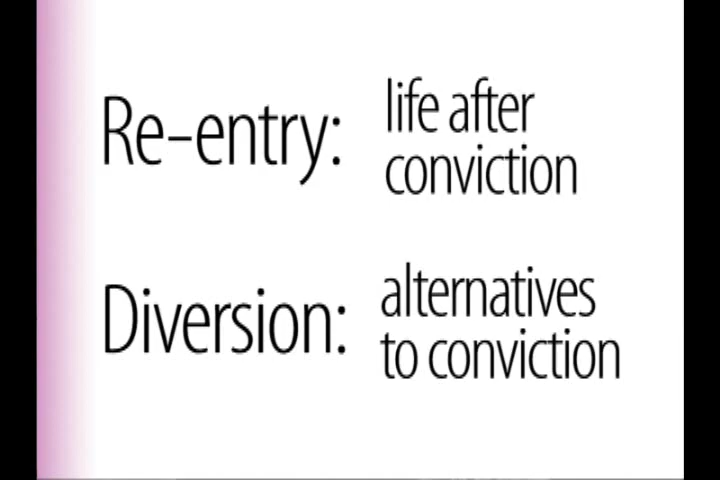 Re-entry: life after
conviction
Diversion: alternatives
to conviction